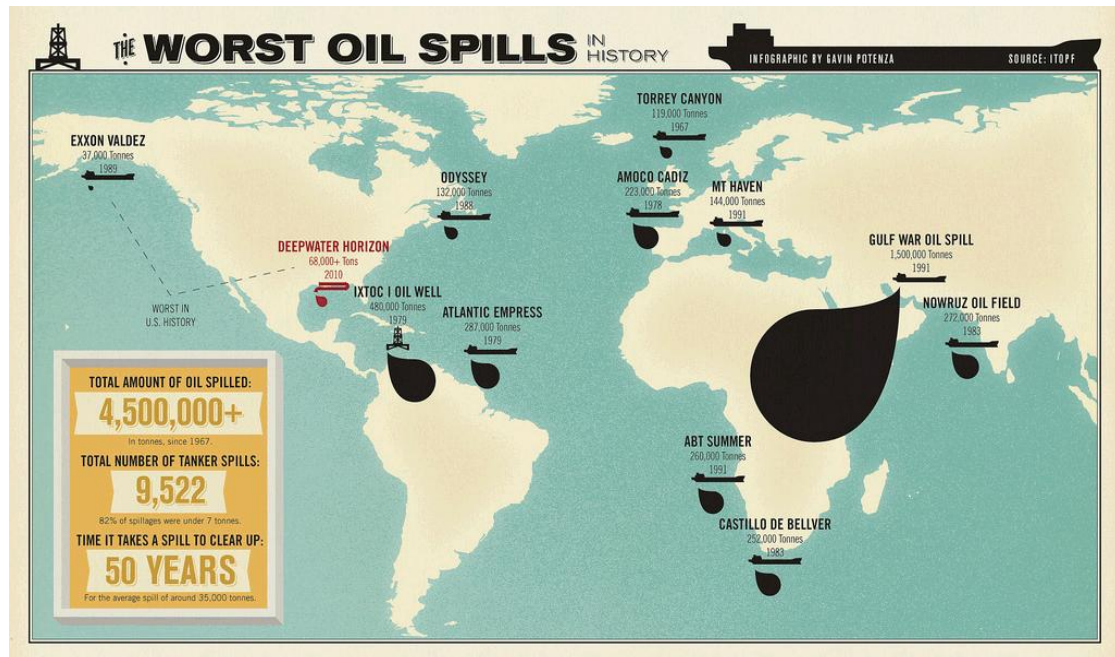 THE WORST OIL SPILLS IN HISTORY
INFOGRAPHIC BY GAVIN POTENZA
SOURCE: ITOPF
TORREY CANYON
119,000 Tonnes
1967
EXXON VALDEZ
37,000 Tonnes
1989
ODYSSEY
132,000 Tonnes
1988
AMOCO CADIZ
223,000 Tonnes
1978
MT HAVEN
144,000 Tonnes
1991
DEEPWATER HORIZON
68,000+ Tons
2010
GULF WAR OIL SPILL
1,500,000 Tonnes
1991
WORST IN
U.S. HISTORY
IXTOC I OIL WELL
480,000 Tonnes
1979
ATLANTIC EMPRESS
287,000 Tonnes
1979
NOWRUZ OIL FIELD
272,000 Tonnes
1983
TOTAL AMOUNT OF OIL SPILLED:
4,500,000+
In tonnes, since 1967.
TOTAL NUMBER OF TANKER SPILLS:
9,522
82% of spillages were under 7 tonnes.
TIME IT TAKES A SPILL TO CLEAR UP:
50 YEARS
For the average spill of around 35,000 tonnes.
ABT SUMMER
260,000 Tonnes
1991
CASTILLO DE BELLVER
252,000 Tonnes
1983